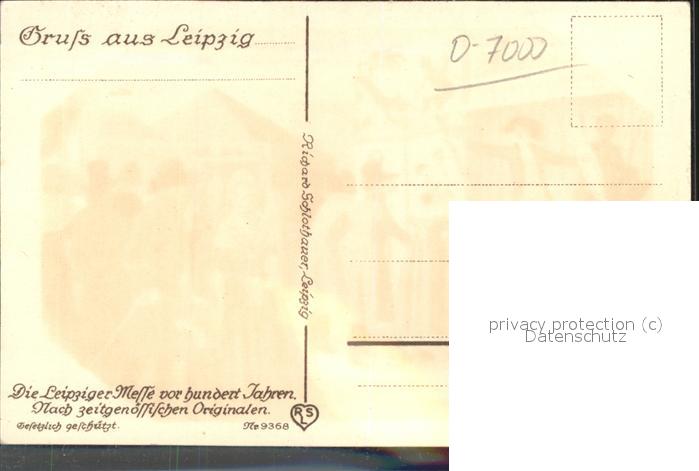 Gruſs aus Leipzig
D-7000
Richard Schlothauer, Leipzig
privacy protection (c)
Datenschutz
Die Leipziger Meſſe vor hundert Jahren.
Nach zeitgenöſſiſchen Originalen.
Geſetzlich geſchützt.
Nr 9368
RSL